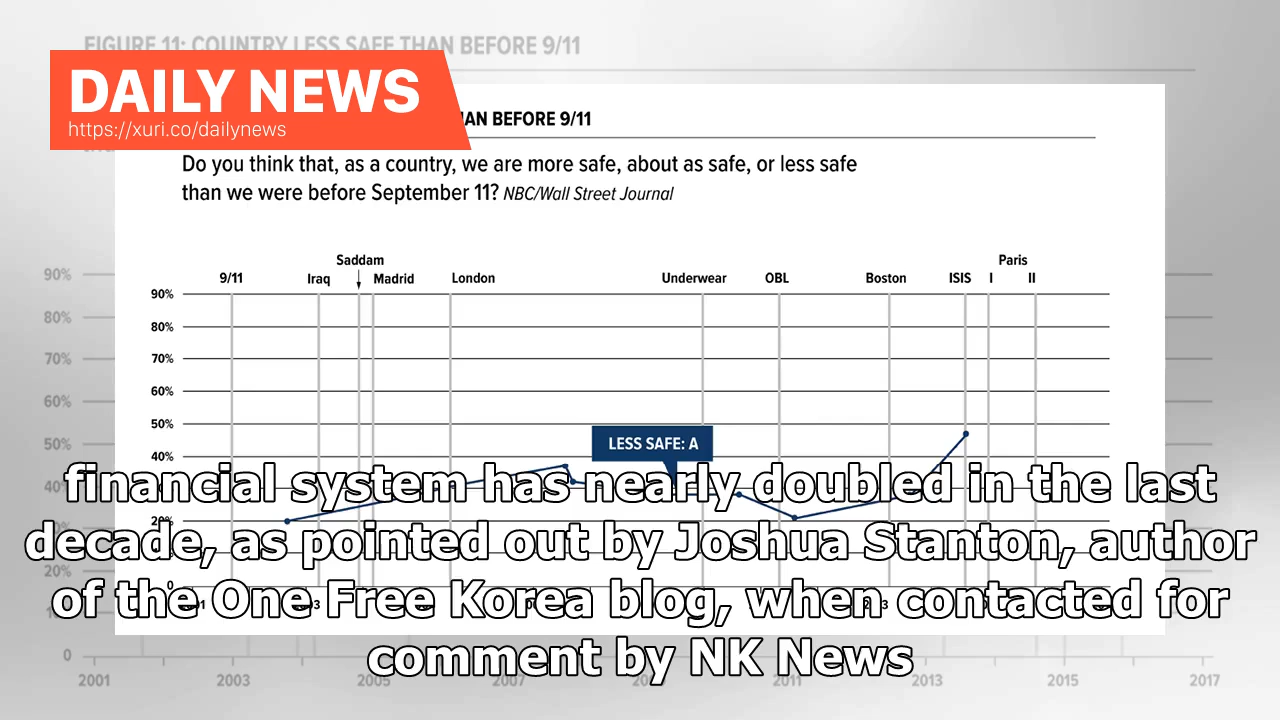 FIGURE 11: COUNTRY LESS SAFE THAN BEFORE 9/11
DAILY NEWS
https://xuri.co/dailynews
THAN BEFORE 9/11
Do you think that, as a country, we are more safe, about as safe, or less safe
than we were before September 11? NBC/Wall Street Journal
Saddam
Paris
9/11 Iraq Madrid London Underwear OBL Boston ISIS I II
90%
80%
70%
60%
50%
40%
LESS SAFE: A
90%
80%
70%
60%
50%
40%
20%
0
financial system has nearly doubled in the last
decade, as pointed out by Joshua Stanton, author
of the One Free Korea blog, when contacted for
comment by NK News
2001 2003 2005 2007 2011 2013 2015 2017